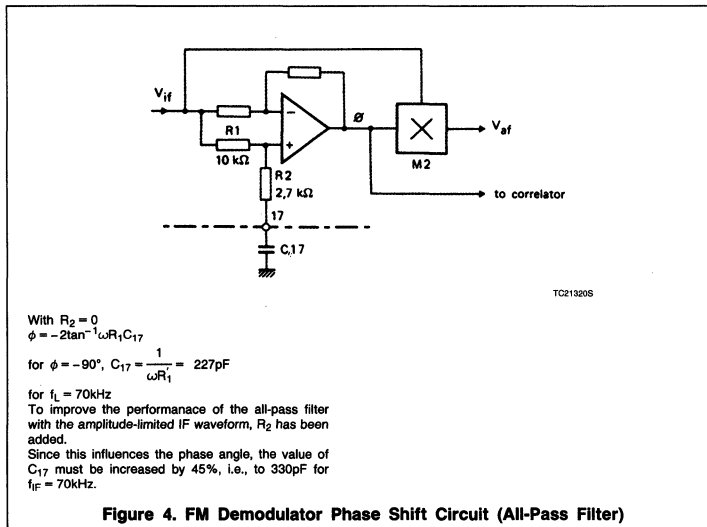 V_if
R1
10 kΩ
−
+
ø
R2
2,7 kΩ
17
C17
M2
V_af
to correlator
TC21320S
With R₂ = 0
ϕ = −2tan⁻¹ωR₁C₁₇
for ϕ = −90°, C₁₇ = 1/ωR₁′ = 227pF
for f_L = 70kHz
To improve the performanace of the all-pass filter
with the amplitude-limited IF waveform, R₂ has been
added.
Since this influences the phase angle, the value of
C₁₇ must be increased by 45%, i.e., to 330pF for
f_IF = 70kHz.
Figure 4. FM Demodulator Phase Shift Circuit (All-Pass Filter)